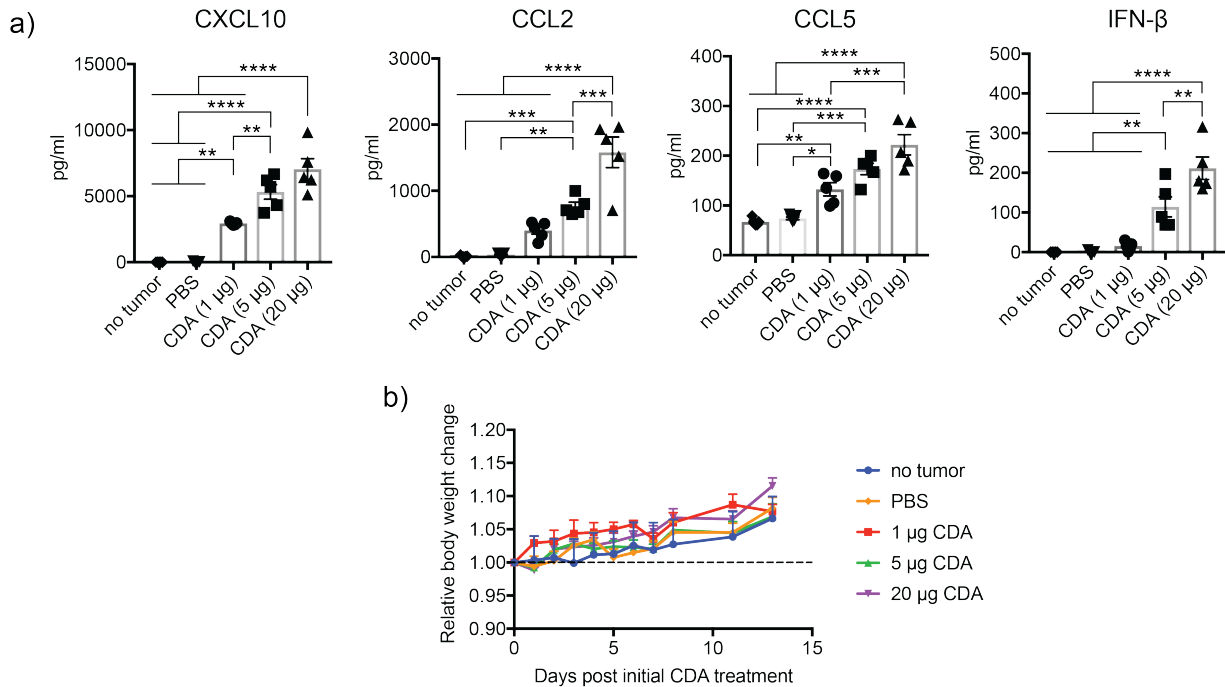 a)
CXCL10
CCL2
CCL5
IFN-β
pg/ml
15000
10000
5000
0
****
****
**
**
no tumor
PBS
CDA (1 µg)
CDA (5 µg)
CDA (20 µg)
pg/ml
3000
2000
1000
0
****
***
***
**
no tumor
PBS
CDA (1 µg)
CDA (5 µg)
CDA (20 µg)
pg/ml
400
300
200
100
0
****
***
****
***
**
*
no tumor
PBS
CDA (1 µg)
CDA (5 µg)
CDA (20 µg)
pg/ml
500
400
300
200
100
0
****
**
**
no tumor
PBS
CDA (1 µg)
CDA (5 µg)
CDA (20 µg)
b)
Relative body weight change
1.20
1.15
1.10
1.05
1.00
0.95
0.90
0
5
10
15
Days post initial CDA treatment
no tumor
PBS
1 µg CDA
5 µg CDA
20 µg CDA